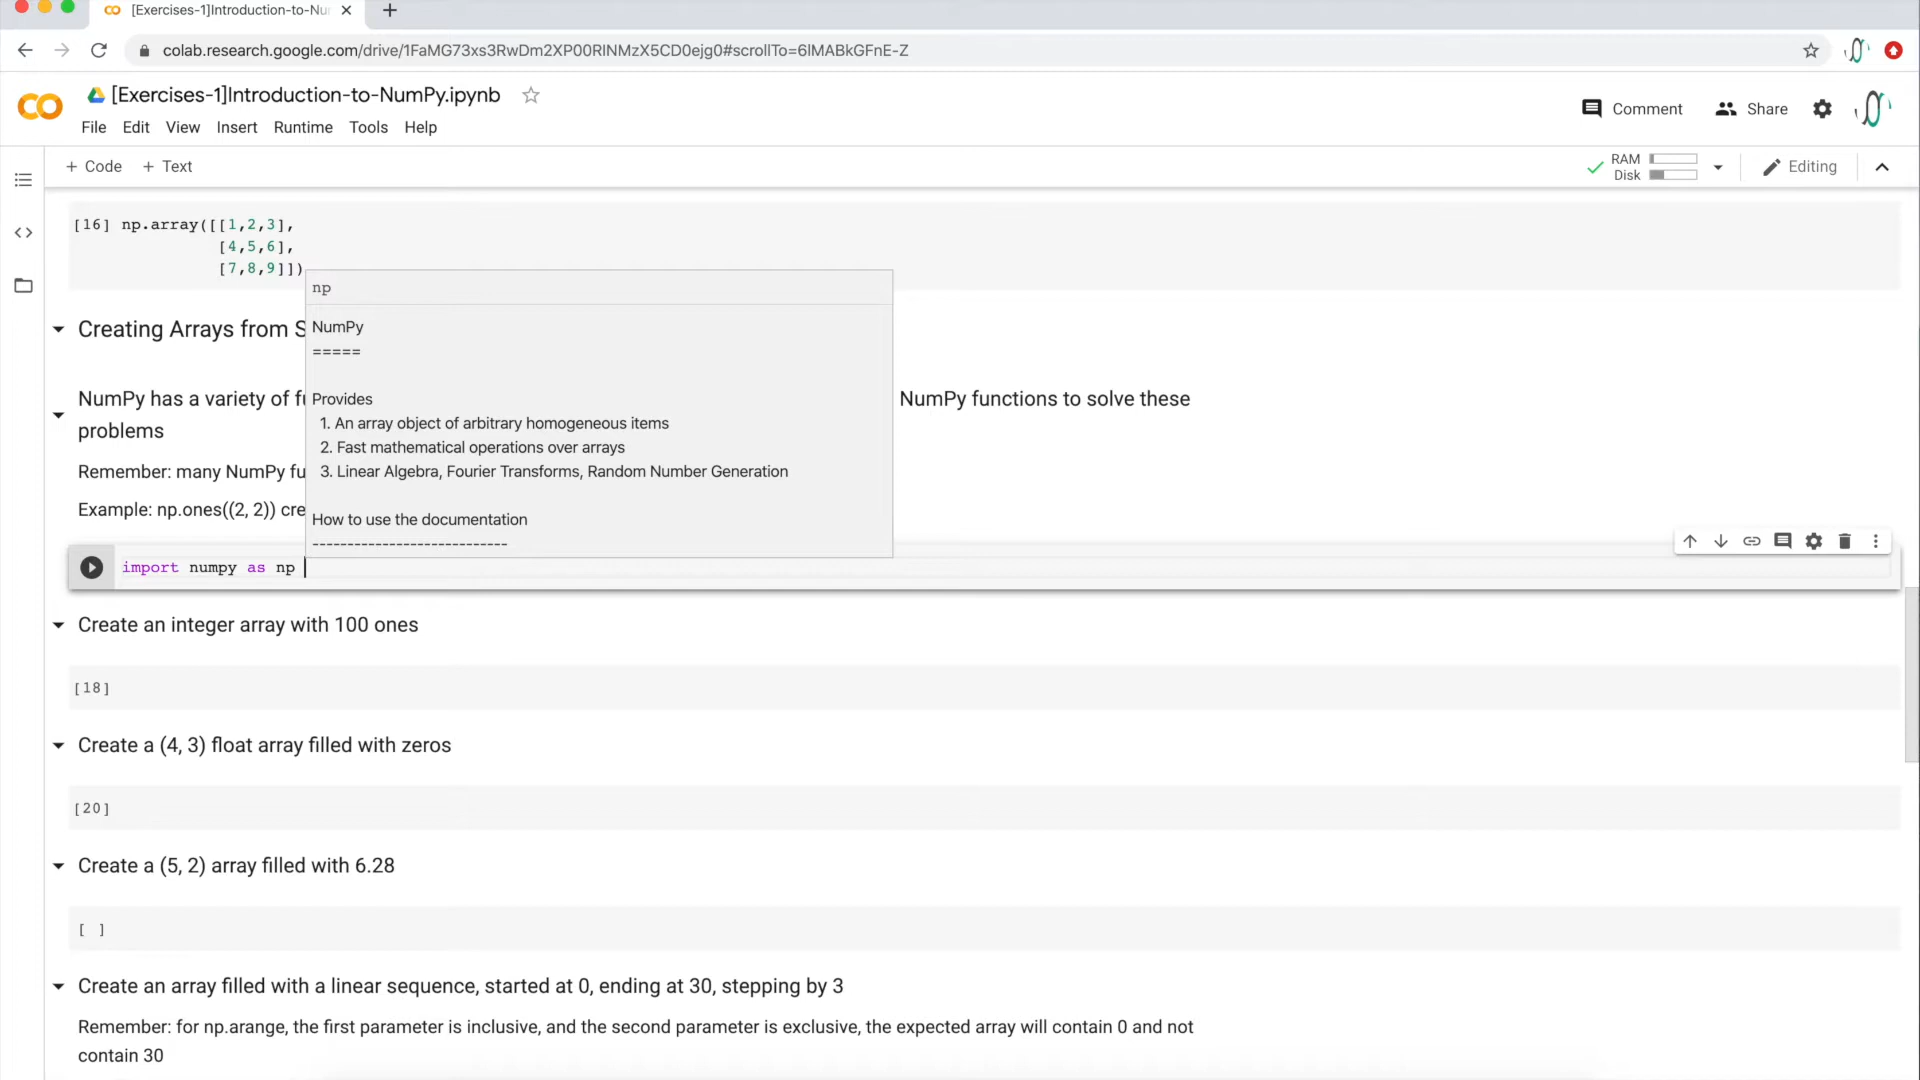 [Exercises-1]Introduction-to-Nu
colab.research.google.com/drive/1FaMG73xs3RwDm2XP00RlNMzX5CD0ejg0#scrollTo=6lMABkGFnE-Z
[Exercises-1]Introduction-to-NumPy.ipynb
File Edit View Insert Runtime Tools Help
Comment Share
+ Code + Text
RAM
Disk
Editing
[16] np.array([[1,2,3],
[4,5,6],
[7,8,9]])
np
Creating Arrays from S
NumPy
=====
NumPy has a variety of fu
NumPy functions to solve these
problems
Provides
1. An array object of arbitrary homogeneous items
2. Fast mathematical operations over arrays
3. Linear Algebra, Fourier Transforms, Random Number Generation
Remember: many NumPy fu
Example: np.ones((2, 2)) cre
How to use the documentation
----------------------------
import numpy as np
Create an integer array with 100 ones
[18]
Create a (4, 3) float array filled with zeros
[20]
Create a (5, 2) array filled with 6.28
[ ]
Create an array filled with a linear sequence, started at 0, ending at 30, stepping by 3
Remember: for np.arange, the first parameter is inclusive, and the second parameter is exclusive, the expected array will contain 0 and not
contain 30